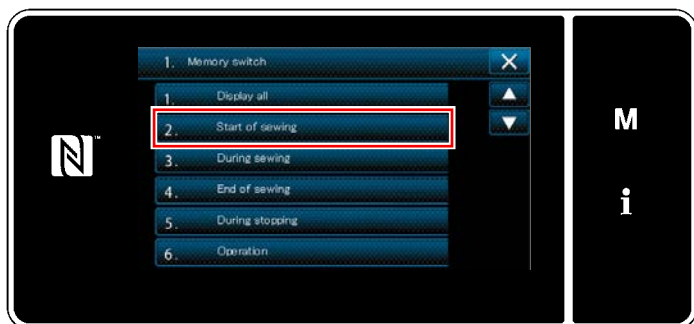 1. Memory switch
1. Display all
2. Start of sewing
3. During sewing
4. End of sewing
5. During stopping
6. Operation
M
i